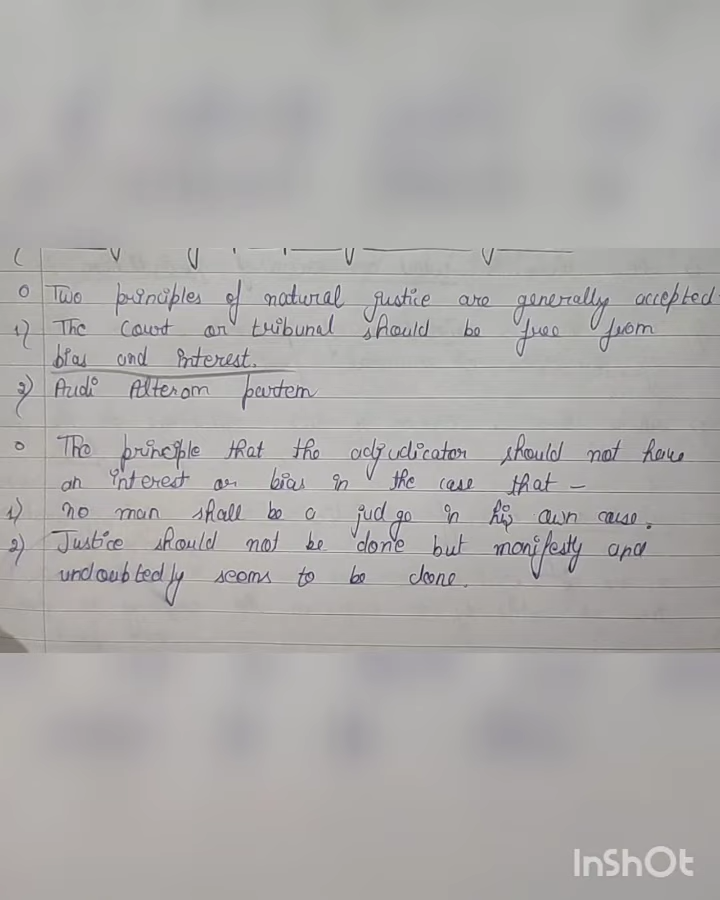 o Two principles of natural justice are generally accepted.
1) The Court or tribunal should be free from
bias and interest.
2) Audi Alterom partem
o The principle that the adjudicator should not have
an interest or bias in the case that -
1) no man shall be a judge in his own cause.
2) Justice should not be done but manifesty and
undoubtedly seems to be done.
InShOt